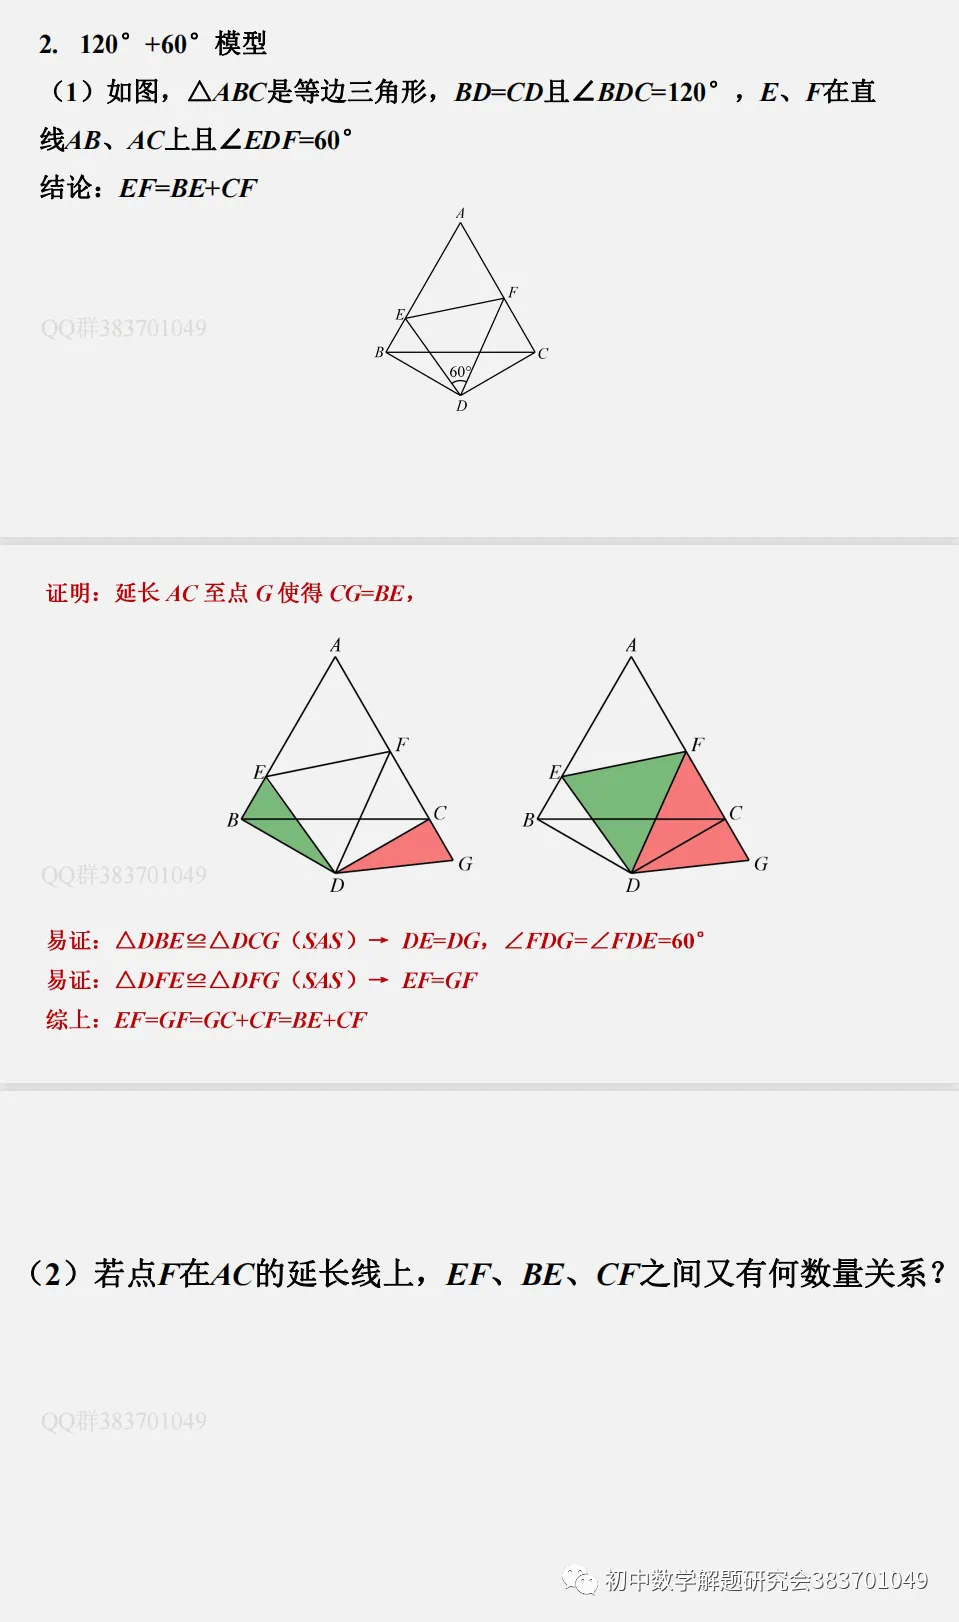 2. 120°+60°模型
（1）如图，△ABC是等边三角形，BD=CD且∠BDC=120°，E、F在直
线AB、AC上且∠EDF=60°
结论：EF=BE+CF
A
F
E
QQ群383701049
B
C
60°
D
证明：延长 AC 至点 G 使得 CG=BE，
A
A
F
F
E
E
B
C
B
C
G
G
QQ群383701049
D
D
易证：△DBE≌△DCG（SAS）→ DE=DG，∠FDG=∠FDE=60°
易证：△DFE≌△DFG（SAS）→ EF=GF
综上：EF=GF=GC+CF=BE+CF
（2）若点F在AC的延长线上，EF、BE、CF之间又有何数量关系？
QQ群383701049
初中数学解题研究会383701049